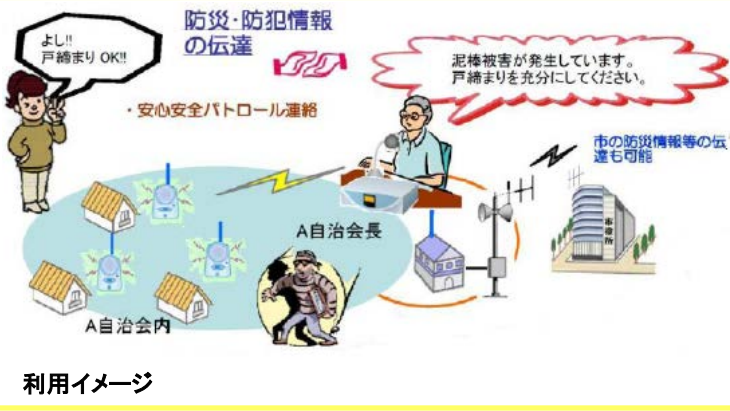 防災・防犯情報
の伝達
よし!!
戸締まり OK!!
泥棒被害が発生しています。
戸締まりを充分にしてください。
・安心安全パトロール連絡
市の防災情報等の伝
達も可能
市役所
A自治会長
A自治会内
利用イメージ